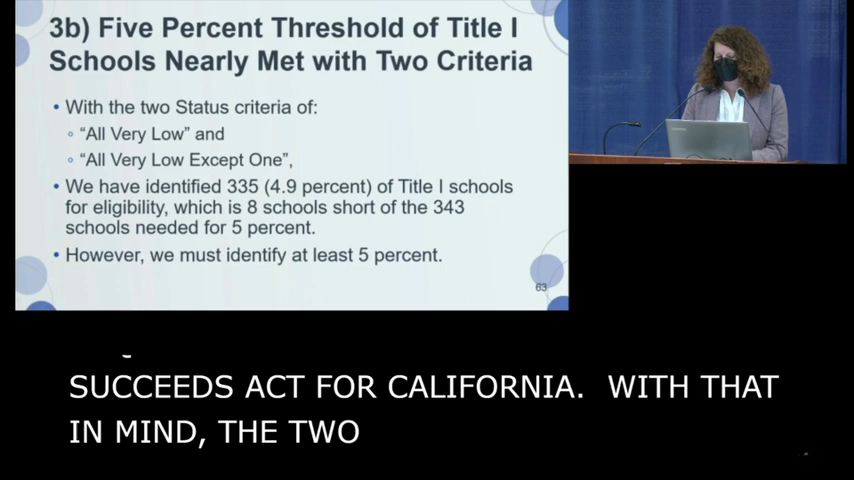 3b) Five Percent Threshold of Title I
Schools Nearly Met with Two Criteria
• With the two Status criteria of:
◦ “All Very Low” and
◦ “All Very Low Except One”,
• We have identified 335 (4.9 percent) of Title I schools
for eligibility, which is 8 schools short of the 343
schools needed for 5 percent.
• However, we must identify at least 5 percent.
63
SUCCEEDS ACT FOR CALIFORNIA. WITH THAT
IN MIND, THE TWO